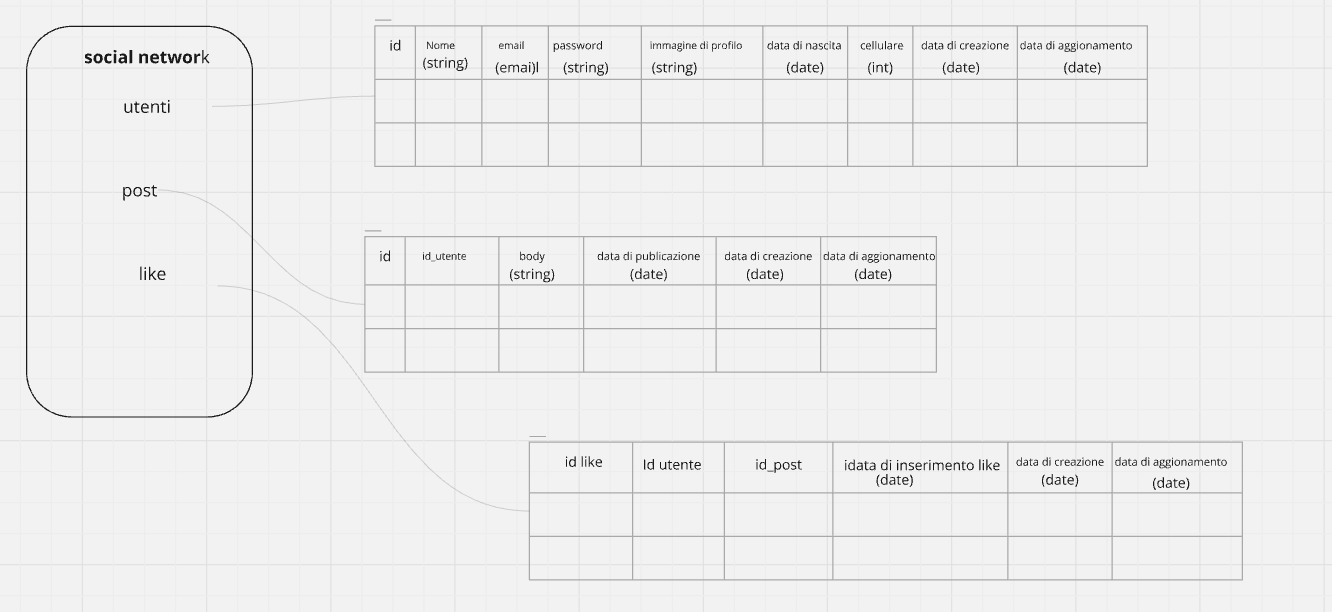 social network
utenti
post
like
id Nome email password immagine di profilo data di nascita cellulare data di creazione data di aggionamento
(string) (emai)l (string) (string) (date) (int) (date) (date)
id id_utente body data di publicazione data di creazione data di aggionamento
(string) (date) (date) (date)
id like Id utente id_post idata di inserimento like data di creazione data di aggionamento
(date) (date) (date)